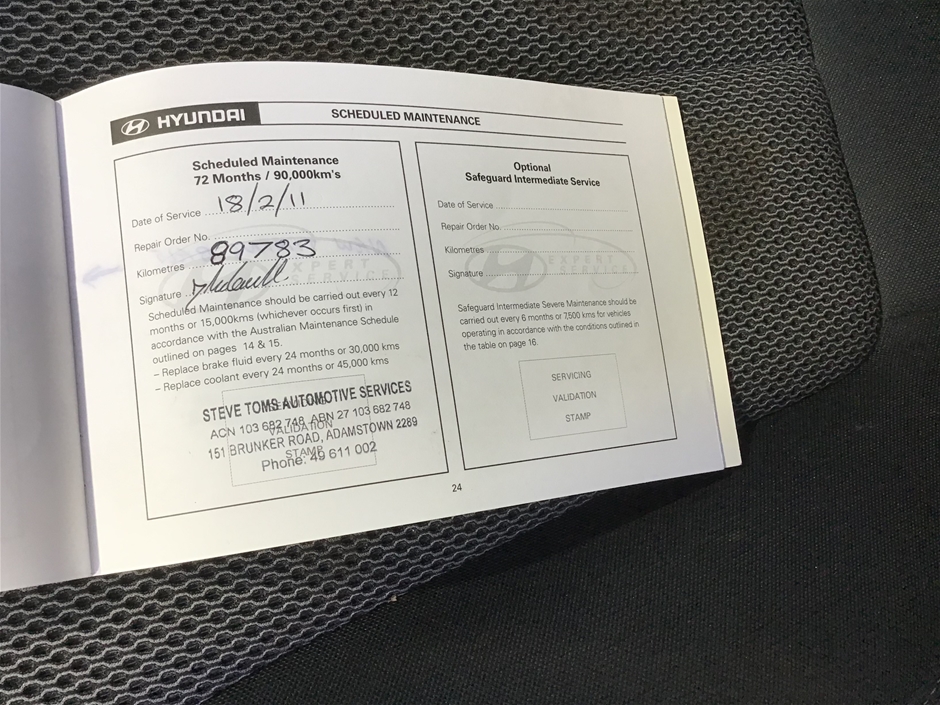 HYUNDAI
SCHEDULED MAINTENANCE
Scheduled Maintenance
72 Months / 90,000km's
Date of Service 18/2/11
Repair Order No.
Kilometres 89783
Signature
EXPERT
SERVICE
Scheduled Maintenance should be carried out every 12
months or 15,000kms (whichever occurs first) in
accordance with the Australian Maintenance Schedule
outlined on pages 14 & 15.
– Replace brake fluid every 24 months or 30,000 kms
– Replace coolant every 24 months or 45,000 kms
STEVE TOMS AUTOMOTIVE SERVICES
ACN 103 682 748 ABN 27 103 682 748
VALIDATION
151 BRUNKER ROAD, ADAMSTOWN 2289
STAMP
Phone: 49 611 002
Optional
Safeguard Intermediate Service
Date of Service
Repair Order No.
Kilometres
Signature
EXPERT
SERVICE
Safeguard Intermediate Severe Maintenance should be
carried out every 6 months or 7,500 kms for vehicles
operating in accordance with the conditions outlined in
the table on page 16.
SERVICING
VALIDATION
STAMP
24